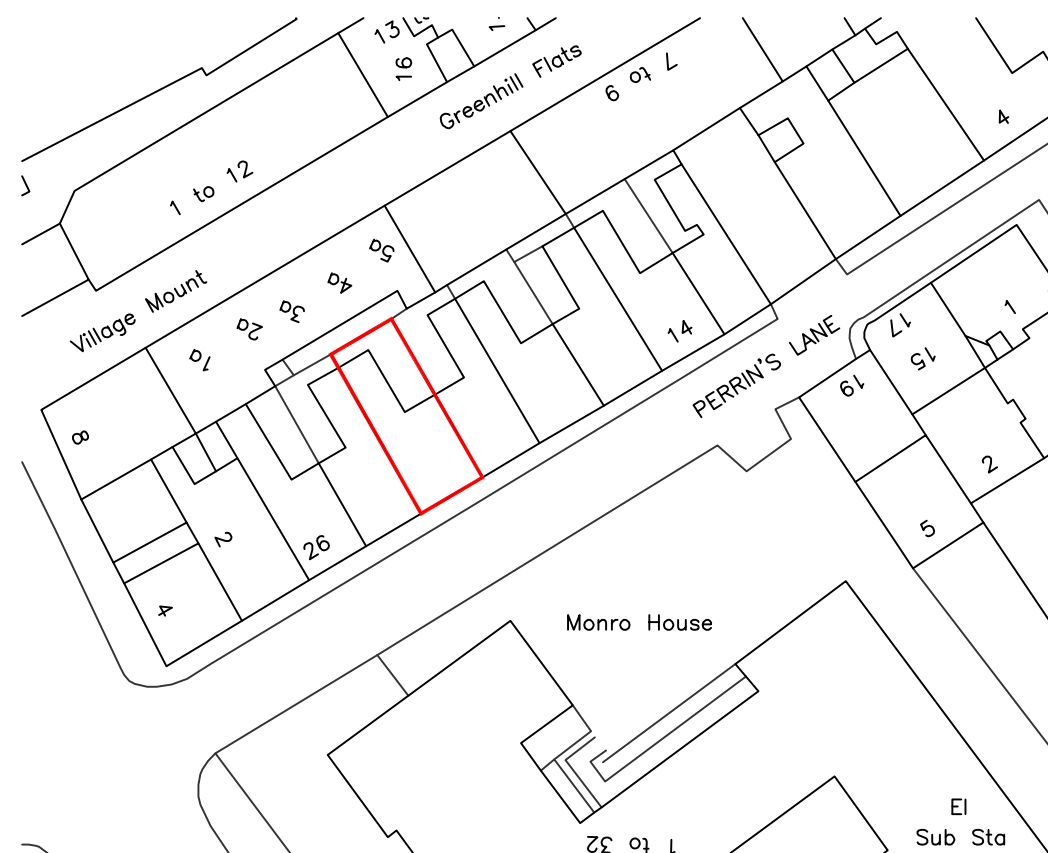 16
Greenhill Flats
7 to 9
4
1 to 12
Village Mount
5a
4a
3a
2a
1a
8
14
PERRIN'S LANE
17
15
19
1
2
5
2
26
4
Monro House
El
Sub Sta
1 to 32